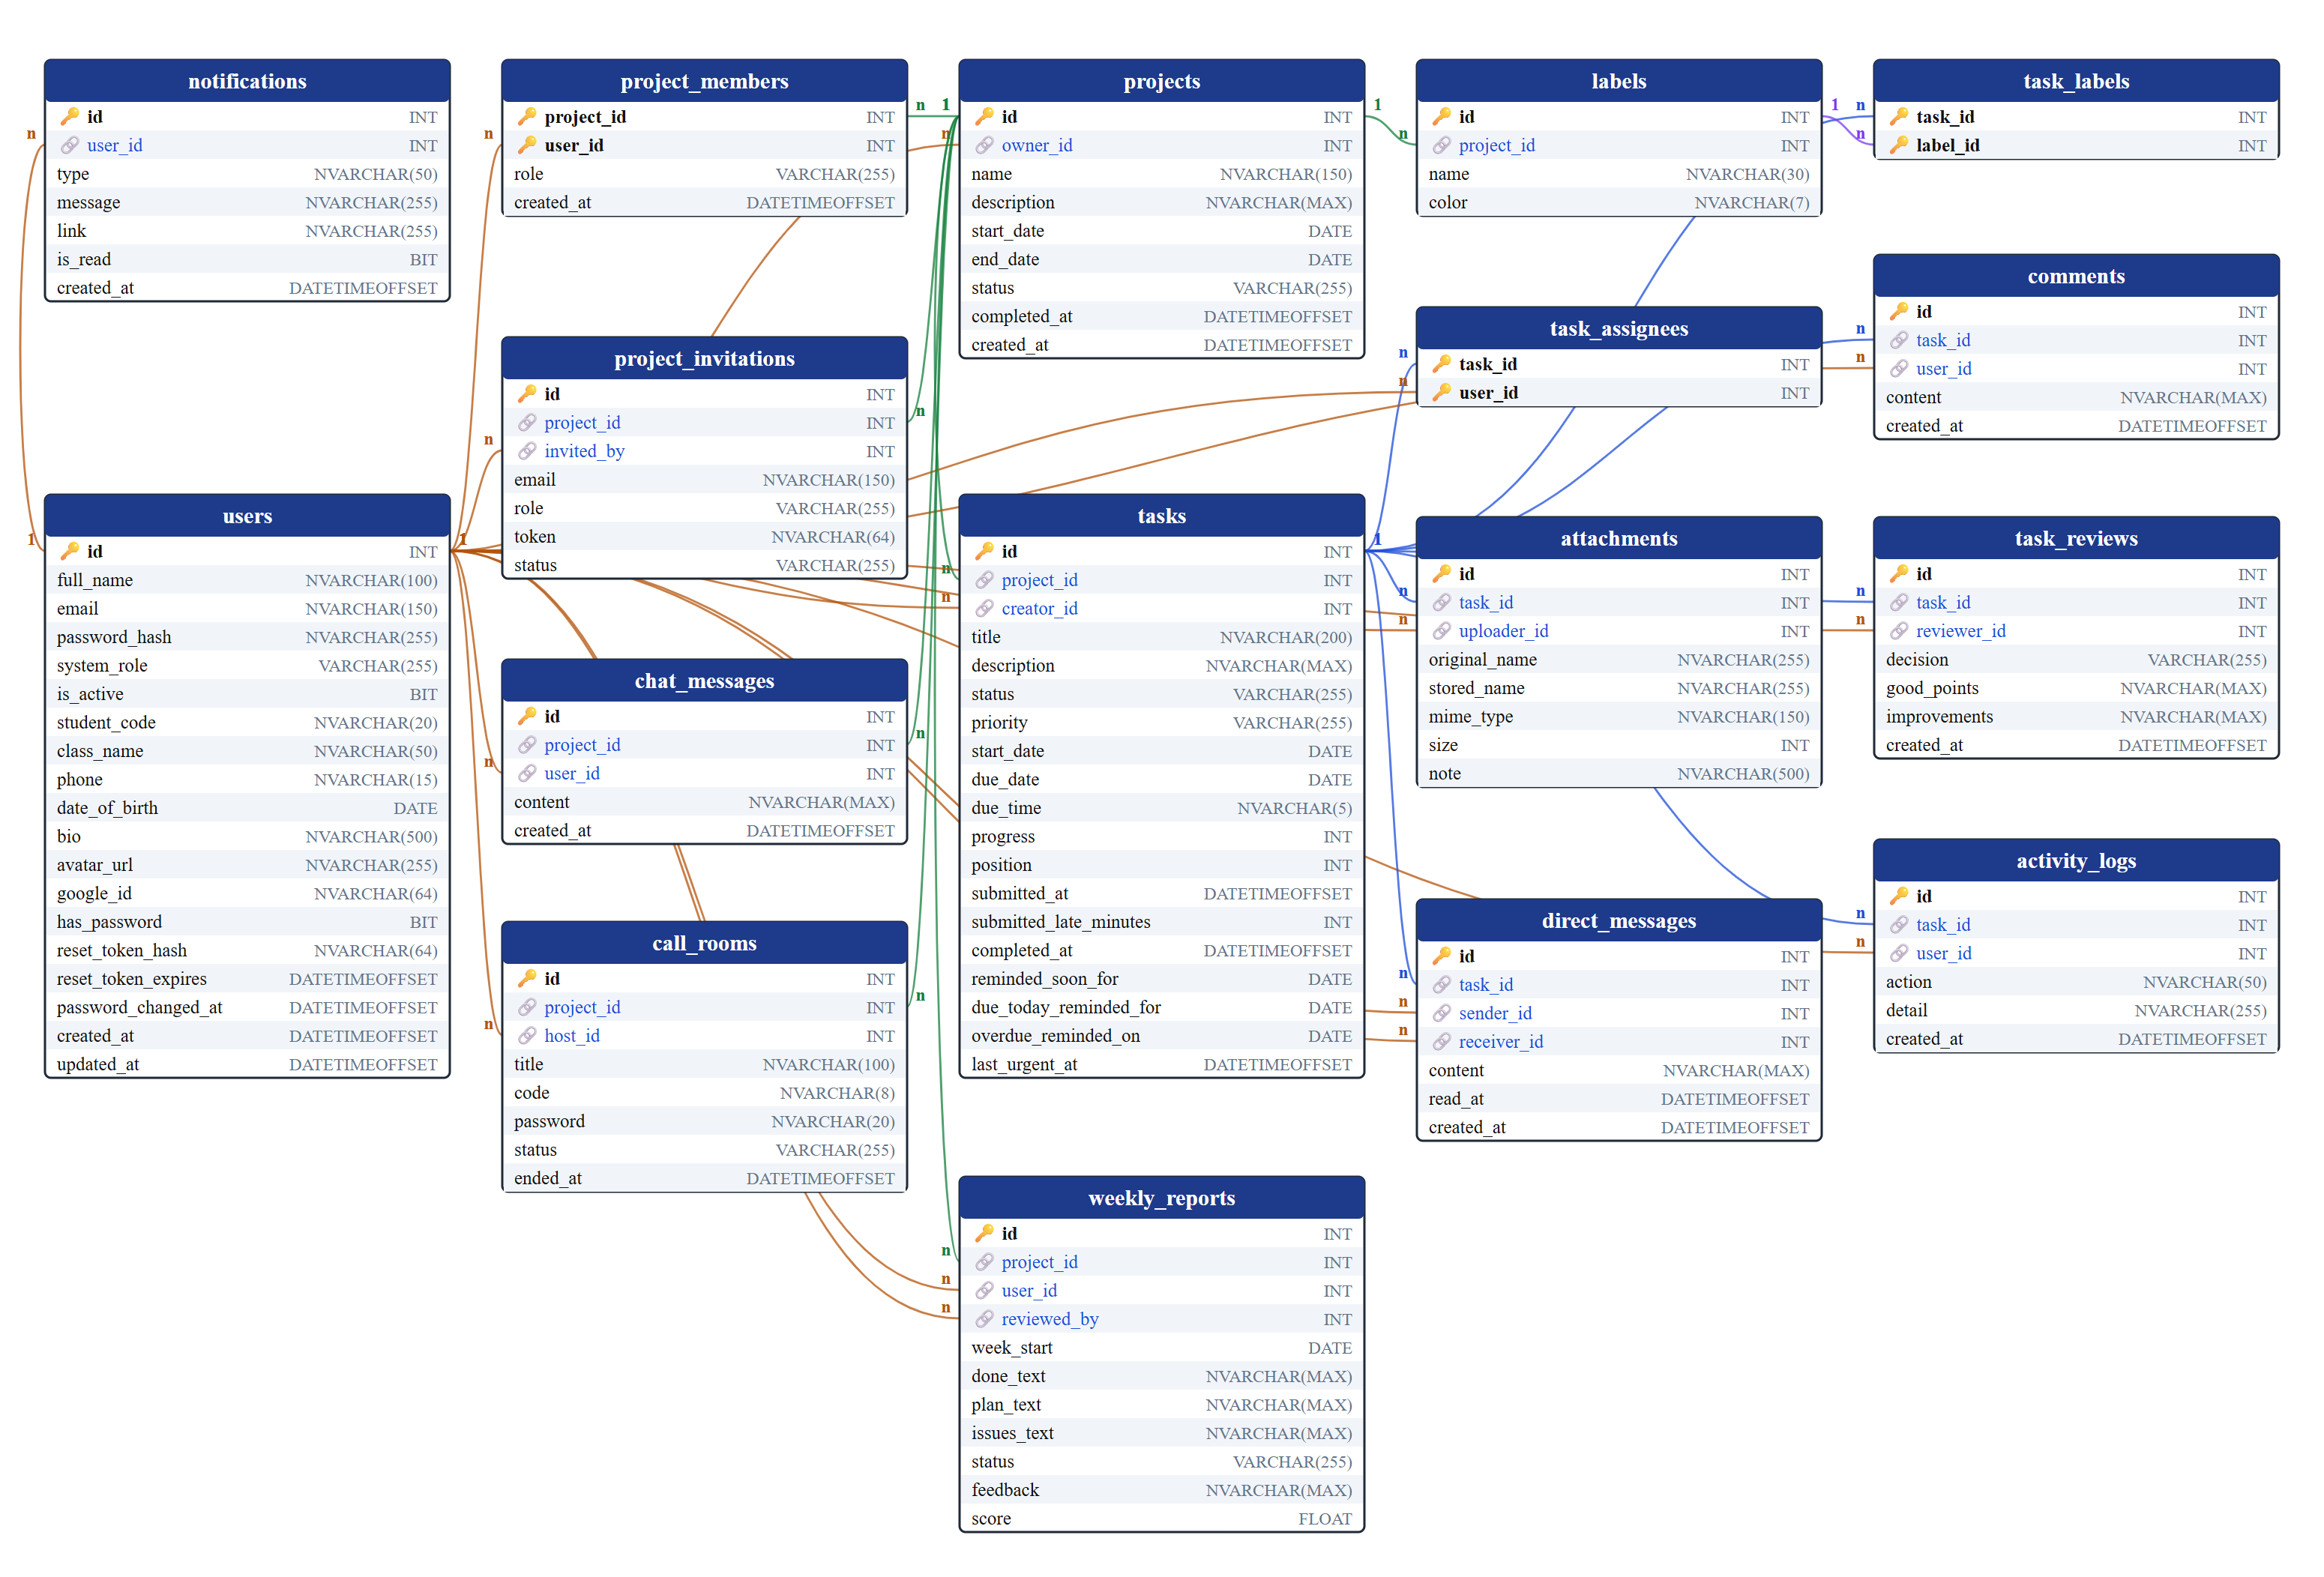 notifications
id INT
user_id INT
type NVARCHAR(50)
message NVARCHAR(255)
link NVARCHAR(255)
is_read BIT
created_at DATETIMEOFFSET
n
1
users
id INT
full_name NVARCHAR(100)
email NVARCHAR(150)
password_hash NVARCHAR(255)
system_role VARCHAR(255)
is_active BIT
student_code NVARCHAR(20)
class_name NVARCHAR(50)
phone NVARCHAR(15)
date_of_birth DATE
bio NVARCHAR(500)
avatar_url NVARCHAR(255)
google_id NVARCHAR(64)
has_password BIT
reset_token_hash NVARCHAR(64)
reset_token_expires DATETIMEOFFSET
password_changed_at DATETIMEOFFSET
created_at DATETIMEOFFSET
updated_at DATETIMEOFFSET
n
n
1
n
n
project_members
project_id INT
user_id INT
role VARCHAR(255)
created_at DATETIMEOFFSET
project_invitations
id INT
project_id INT
invited_by INT
email NVARCHAR(150)
role VARCHAR(255)
token NVARCHAR(64)
status VARCHAR(255)
chat_messages
id INT
project_id INT
user_id INT
content NVARCHAR(MAX)
created_at DATETIMEOFFSET
call_rooms
id INT
project_id INT
host_id INT
title NVARCHAR(100)
code NVARCHAR(8)
password NVARCHAR(20)
status VARCHAR(255)
ended_at DATETIMEOFFSET
n 1
n
n
n
n
n
n
n
n
n
projects
id INT
owner_id INT
name NVARCHAR(150)
description NVARCHAR(MAX)
start_date DATE
end_date DATE
status VARCHAR(255)
completed_at DATETIMEOFFSET
created_at DATETIMEOFFSET
tasks
id INT
project_id INT
creator_id INT
title NVARCHAR(200)
description NVARCHAR(MAX)
status VARCHAR(255)
priority VARCHAR(255)
start_date DATE
due_date DATE
due_time NVARCHAR(5)
progress INT
position INT
submitted_at DATETIMEOFFSET
submitted_late_minutes INT
completed_at DATETIMEOFFSET
reminded_soon_for DATE
due_today_reminded_for DATE
overdue_reminded_on DATE
last_urgent_at DATETIMEOFFSET
weekly_reports
id INT
project_id INT
user_id INT
reviewed_by INT
week_start DATE
done_text NVARCHAR(MAX)
plan_text NVARCHAR(MAX)
issues_text NVARCHAR(MAX)
status VARCHAR(255)
feedback NVARCHAR(MAX)
score FLOAT
1
n
n
n
1
n
n
n
n
n
labels
id INT
project_id INT
name NVARCHAR(30)
color NVARCHAR(7)
task_assignees
task_id INT
user_id INT
attachments
id INT
task_id INT
uploader_id INT
original_name NVARCHAR(255)
stored_name NVARCHAR(255)
mime_type NVARCHAR(150)
size INT
note NVARCHAR(500)
direct_messages
id INT
task_id INT
sender_id INT
receiver_id INT
content NVARCHAR(MAX)
read_at DATETIMEOFFSET
created_at DATETIMEOFFSET
1 n
n
n
n
n
n
n
n
task_labels
task_id INT
label_id INT
comments
id INT
task_id INT
user_id INT
content NVARCHAR(MAX)
created_at DATETIMEOFFSET
task_reviews
id INT
task_id INT
reviewer_id INT
decision VARCHAR(255)
good_points NVARCHAR(MAX)
improvements NVARCHAR(MAX)
created_at DATETIMEOFFSET
activity_logs
id INT
task_id INT
user_id INT
action NVARCHAR(50)
detail NVARCHAR(255)
created_at DATETIMEOFFSET